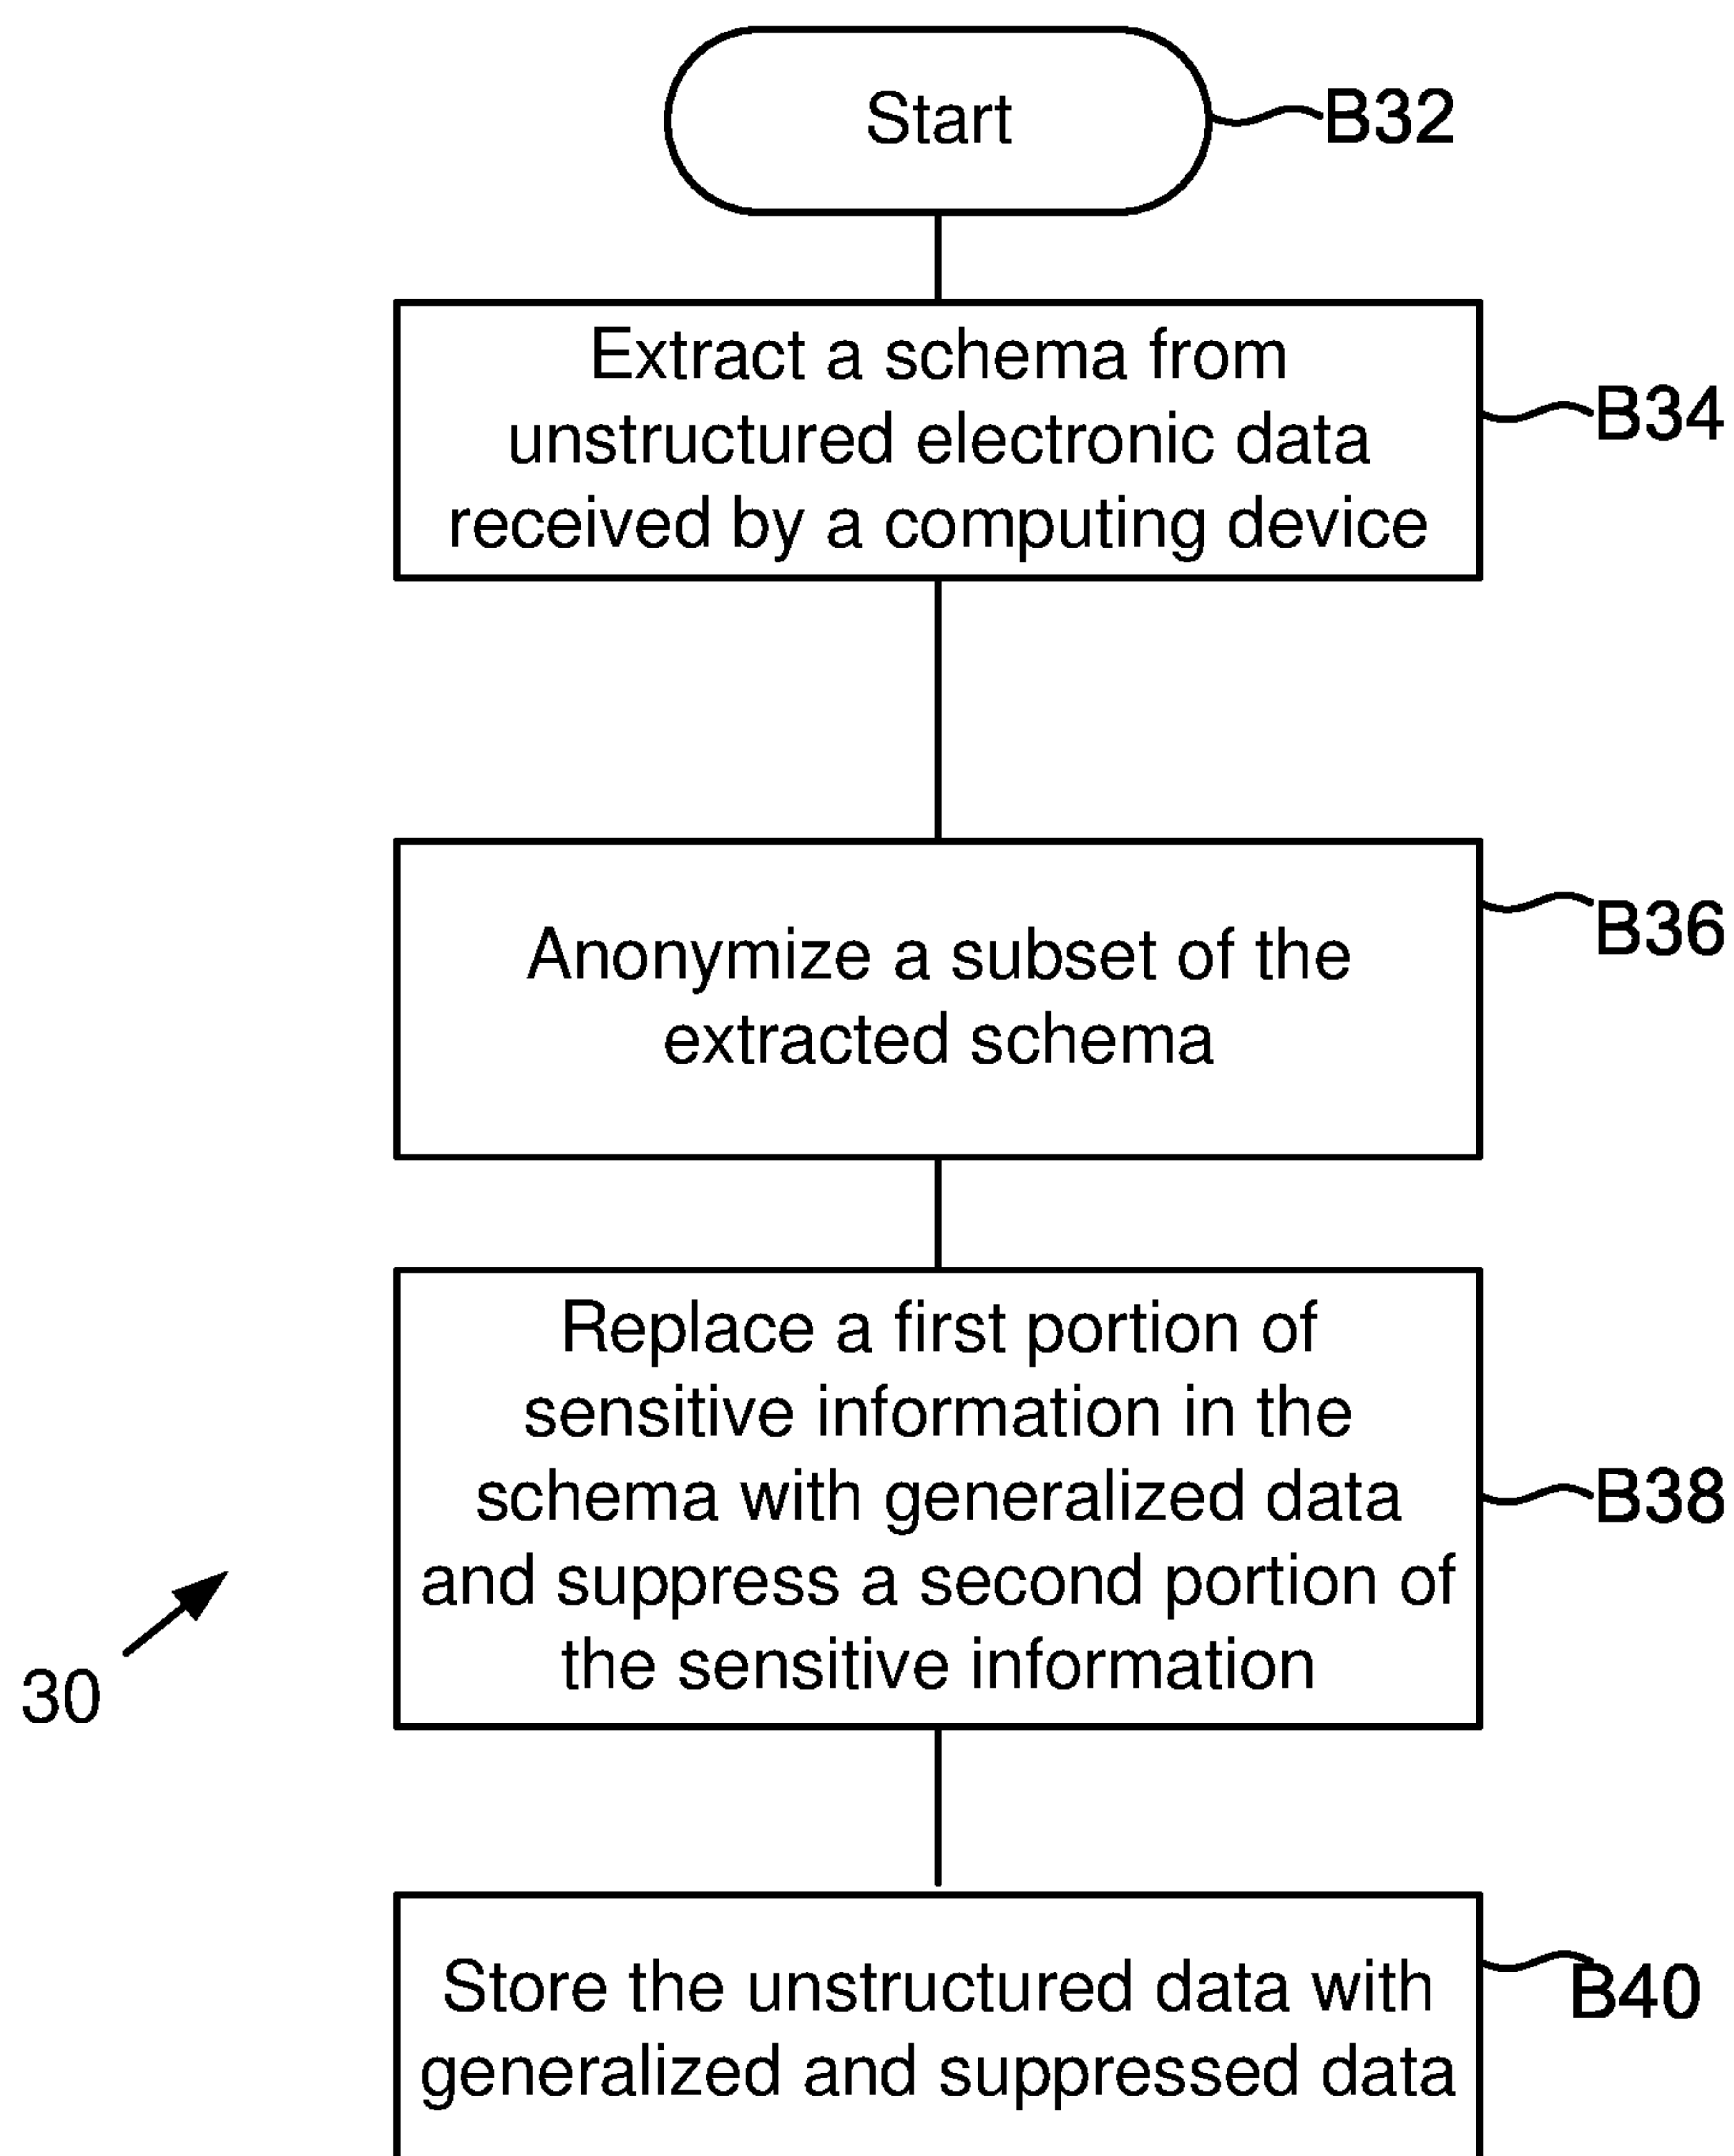 Start
B32
Extract a schema from
unstructured electronic data
received by a computing device
B34
Anonymize a subset of the
extracted schema
B36
Replace a first portion of
sensitive information in the
schema with generalized data
and suppress a second portion of
the sensitive information
B38
30
Store the unstructured data with
generalized and suppressed data
B40